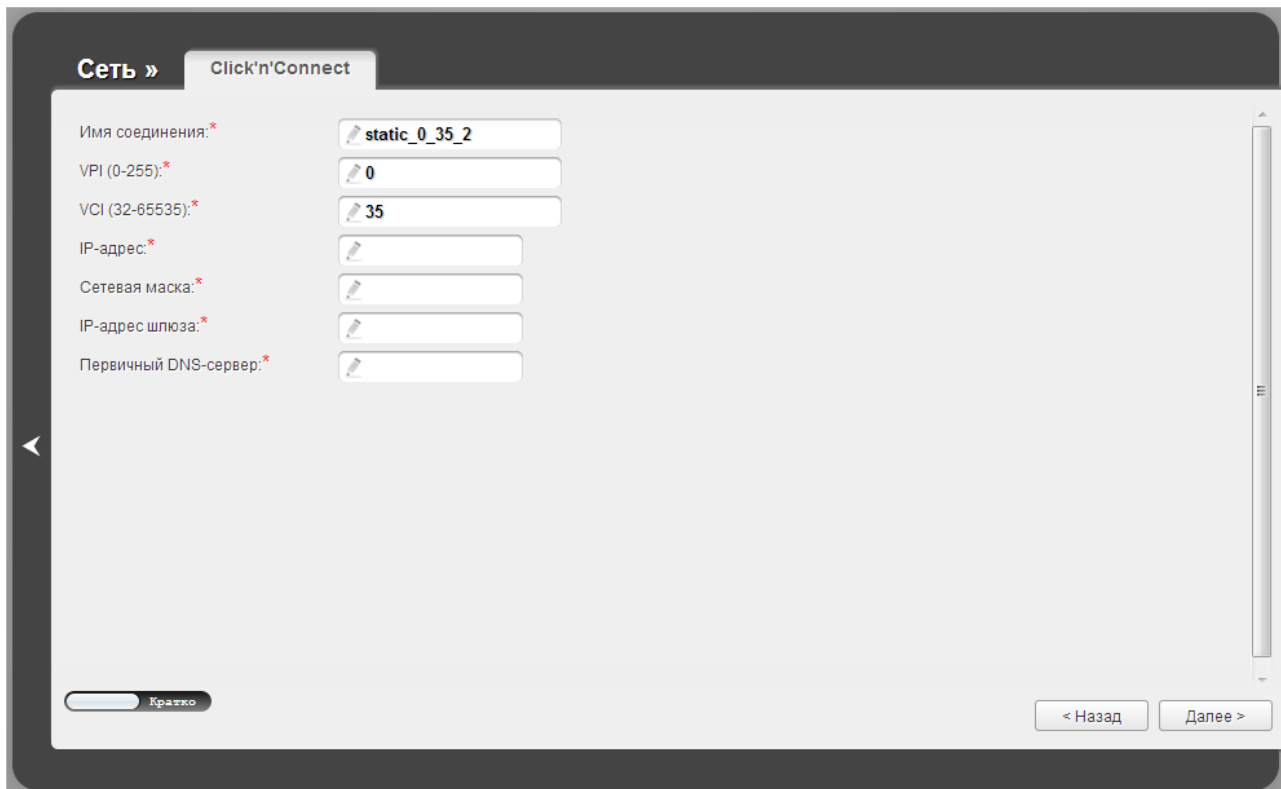 Сеть » Click'n'Connect
Имя соединения:* static_0_35_2
VPI (0-255):* 0
VCI (32-65535):* 35
IP-адрес:*
Сетевая маска:*
IP-адрес шлюза:*
Первичный DNS-сервер:*
Кратко
< Назад Далее >